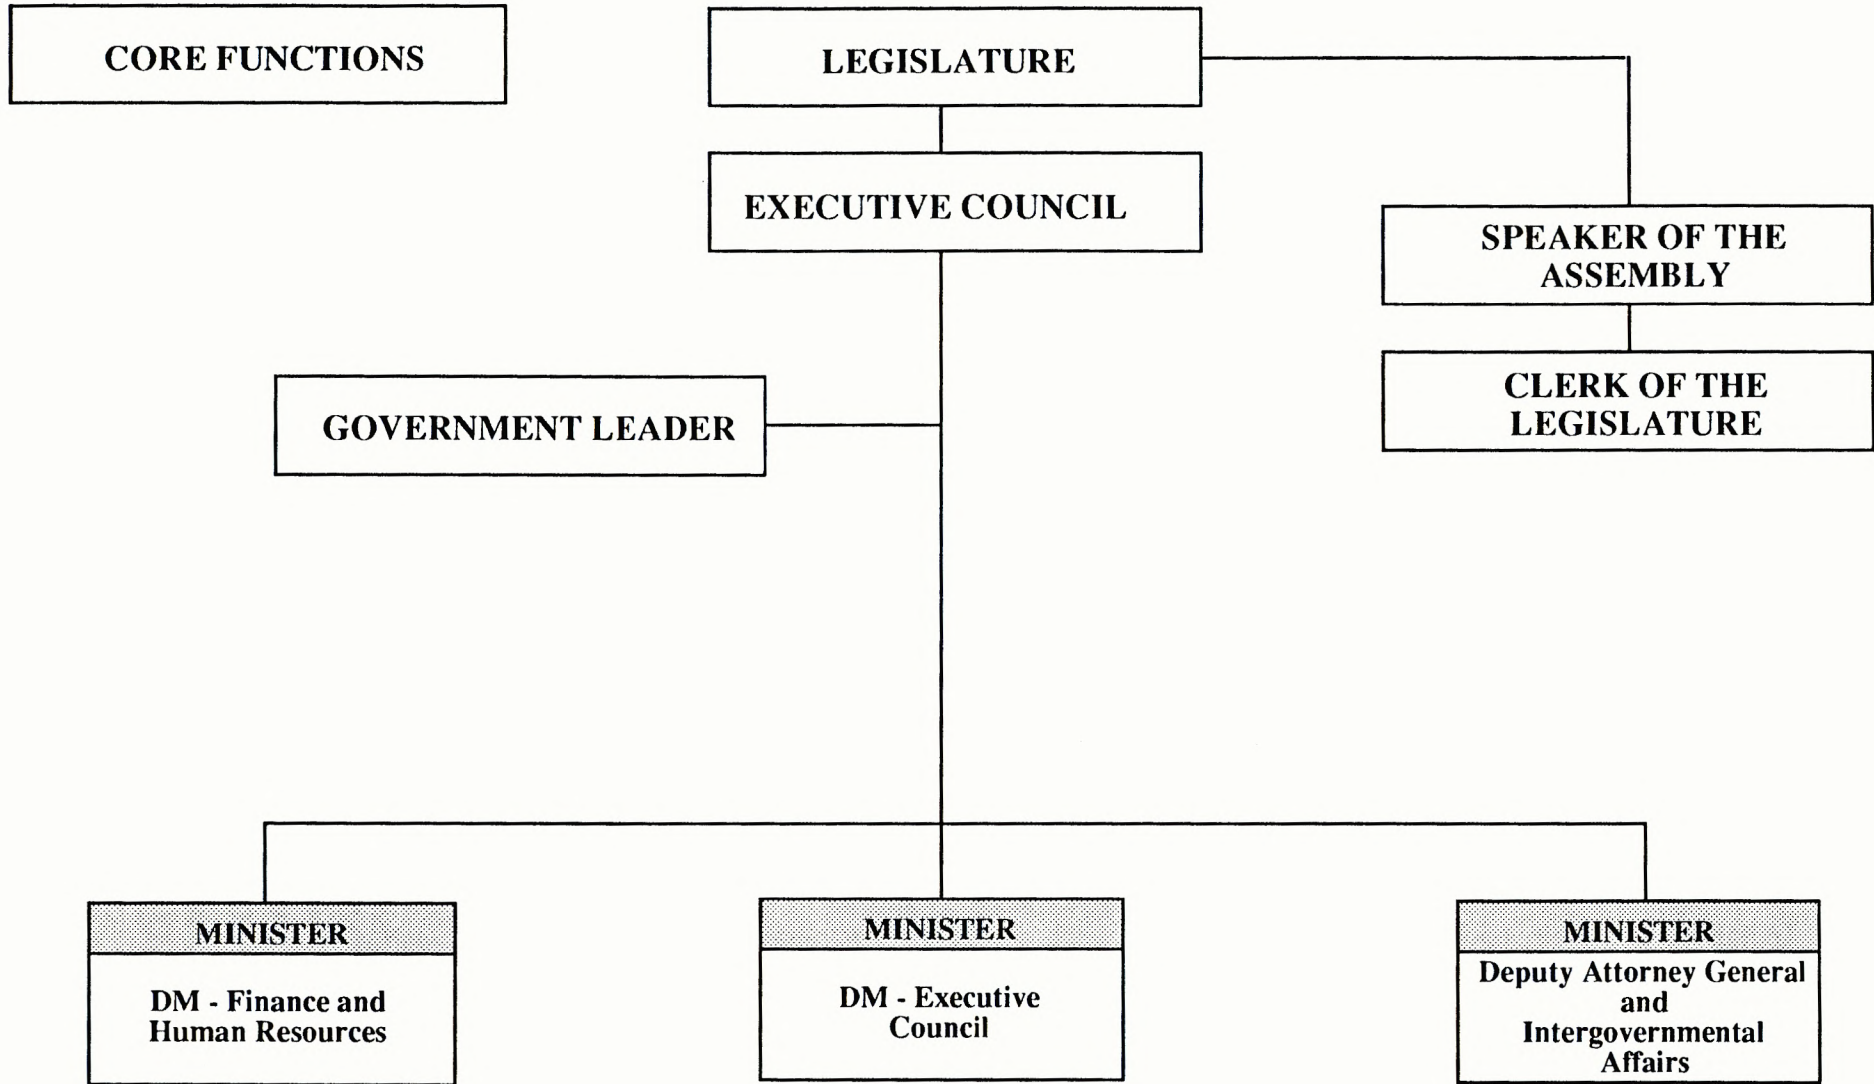 CORE FUNCTIONS
LEGISLATURE
EXECUTIVE COUNCIL
SPEAKER OF THE
ASSEMBLY
CLERK OF THE
LEGISLATURE
GOVERNMENT LEADER
MINISTER
DM - Finance and
Human Resources
MINISTER
DM - Executive
Council
MINISTER
Deputy Attorney General
and
Intergovernmental
Affairs